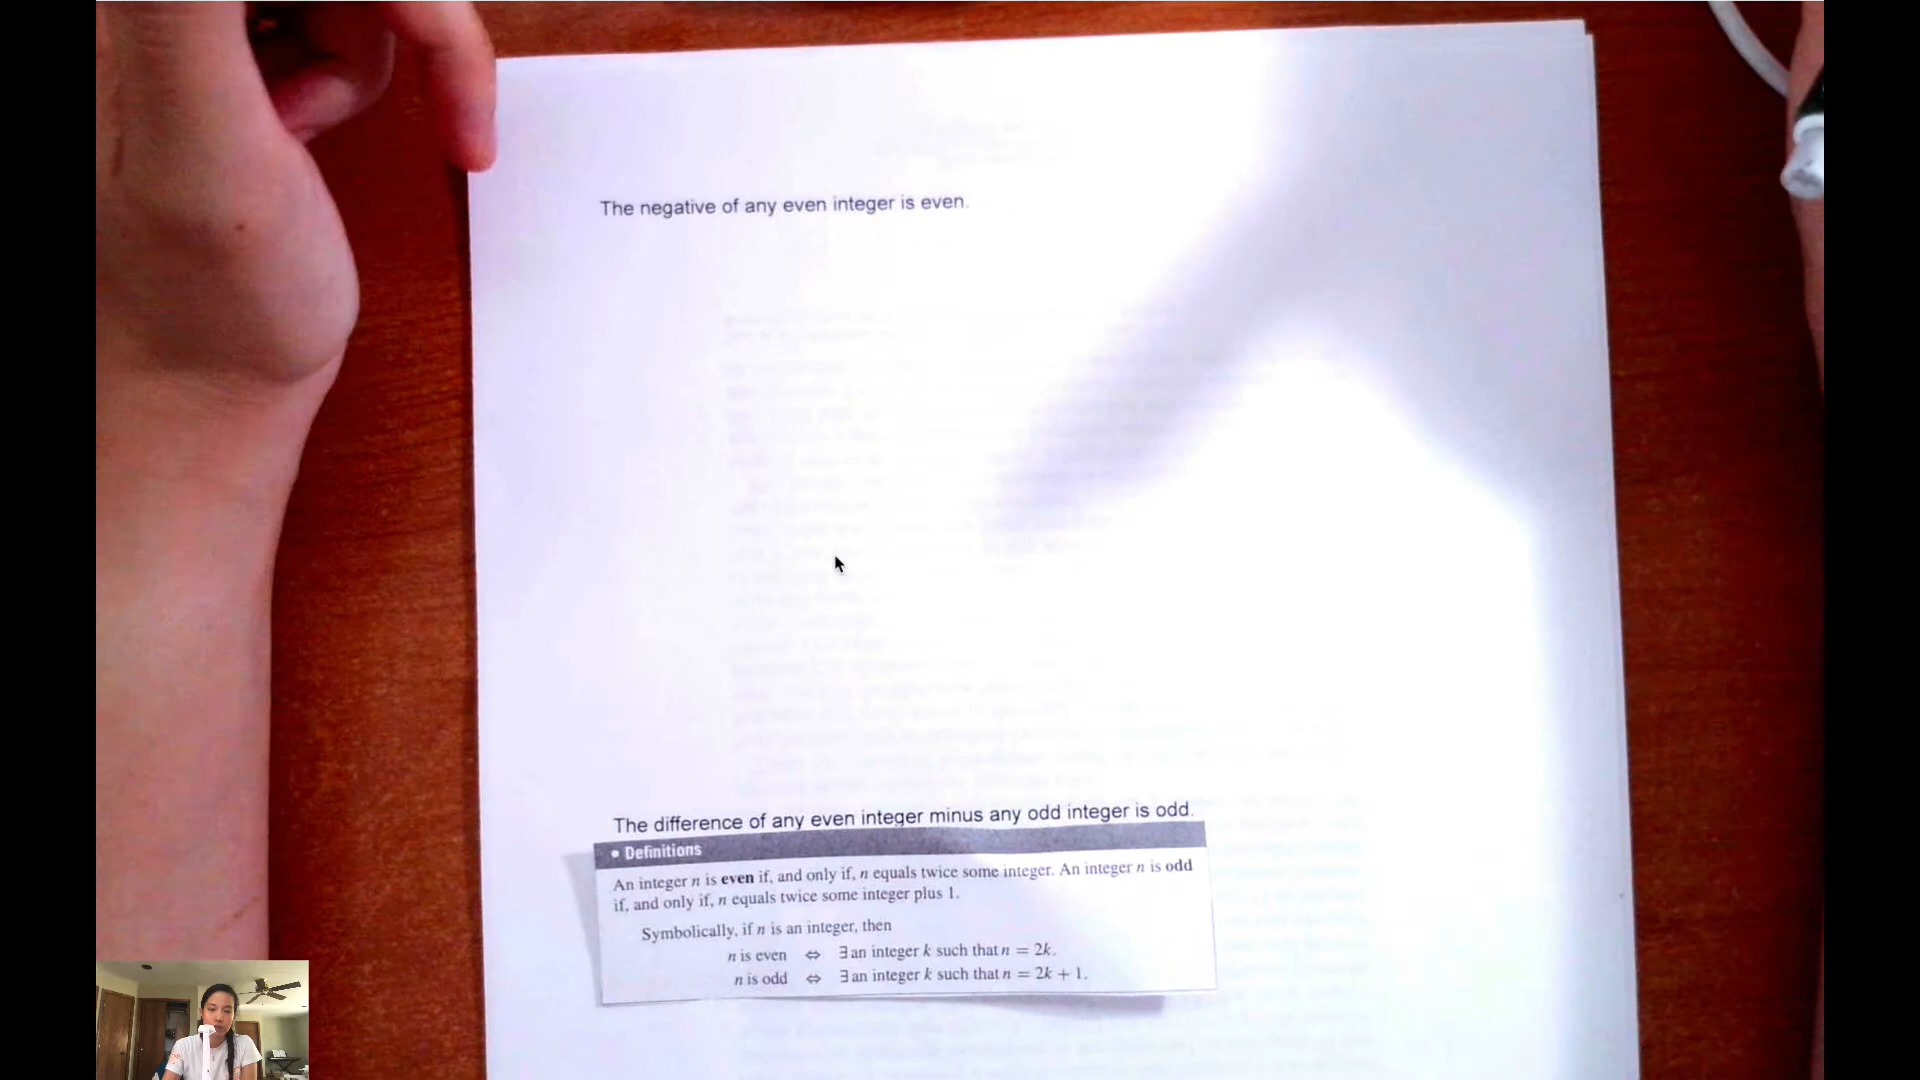 The negative of any even integer is even.
The difference of any even integer minus any odd integer is odd.
• Definitions
An integer n is even if, and only if, n equals twice some integer. An integer n is odd
if, and only if, n equals twice some integer plus 1.
Symbolically, if n is an integer, then
n is even ⇔ ∃ an integer k such that n = 2k.
n is odd ⇔ ∃ an integer k such that n = 2k + 1.